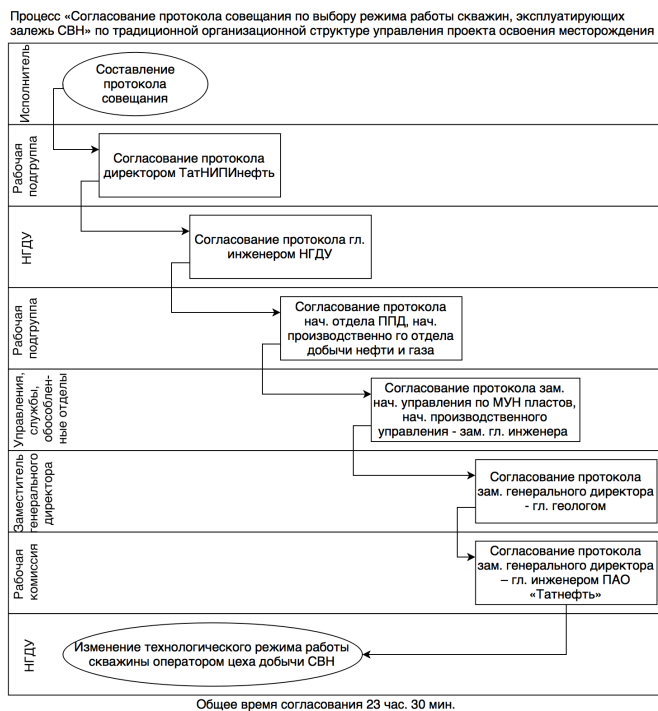 Процесс «Согласование протокола совещания по выбору режима работы скважин, эксплуатирующих
залежь СВН» по традиционной организационной структуре управления проекта освоения месторождения
Исполнитель
Составление
протокола
совещания
Рабочая
подгруппа
Согласование протокола
директором ТатНИПИнефть
НГДУ
Согласование протокола гл.
инженером НГДУ
Рабочая
подгруппа
Согласование протокола
нач. отдела ППД, нач.
производственно го отдела
добычи нефти и газа
Управления,
службы,
обособлен-
ные отделы
Согласование протокола зам.
нач. управления по МУН пластов,
нач. производственного
управления - зам. гл. инженера
Заместитель
генерального
директора
Согласование протокола
зам. генерального директора
- гл. геологом
Рабочая
комиссия
Согласование протокола
зам. генерального директора
– гл. инженером ПАО
«Татнефть»
НГДУ
Изменение технологического режима работы
скважины оператором цеха добычи СВН
Общее время согласования 23 час. 30 мин.